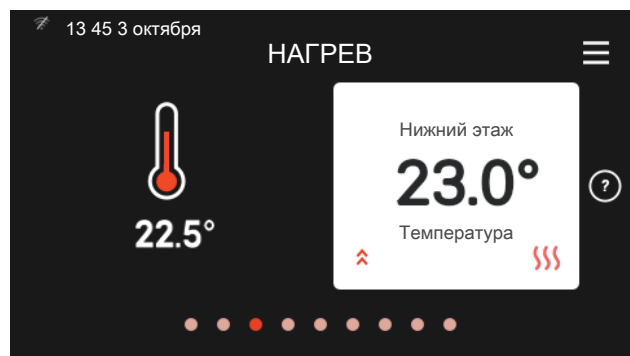 13 45 3 октября
НАГРЕВ
Нижний этаж
23.0°
Температура
22.5°
?